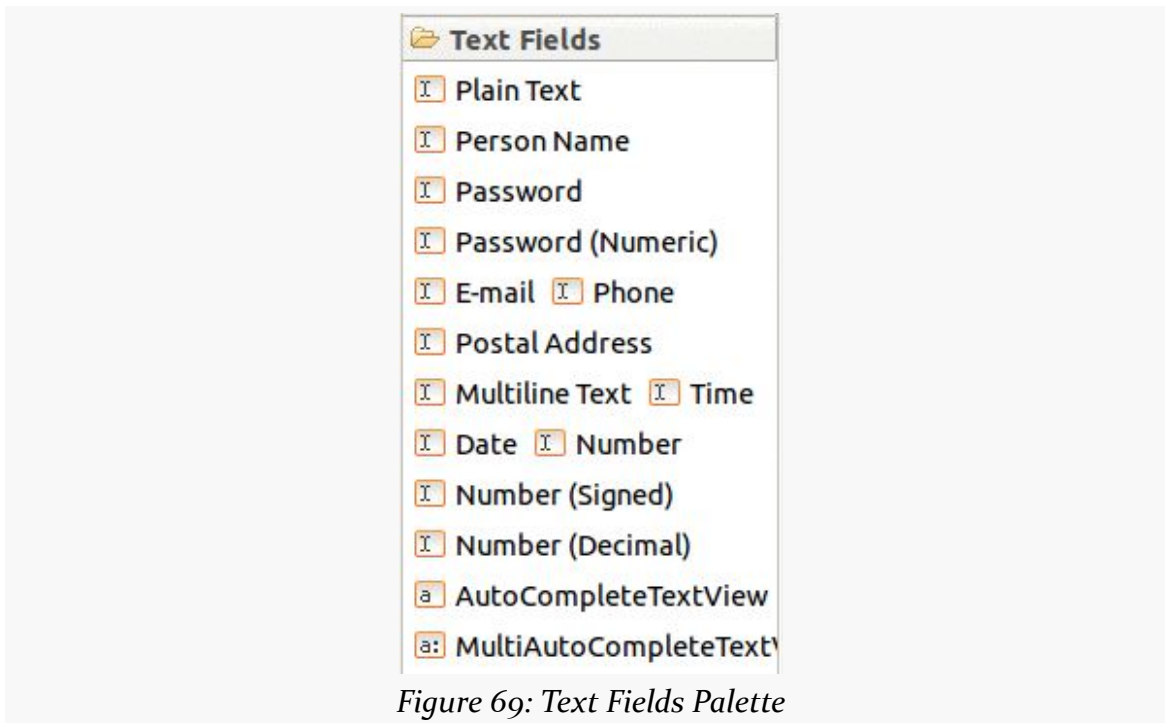 Text Fields
Plain Text
Person Name
Password
Password (Numeric)
E-mail Phone
Postal Address
Multiline Text Time
Date Number
Number (Signed)
Number (Decimal)
a AutoCompleteTextView
a: MultiAutoCompleteText
Figure 69: Text Fields Palette